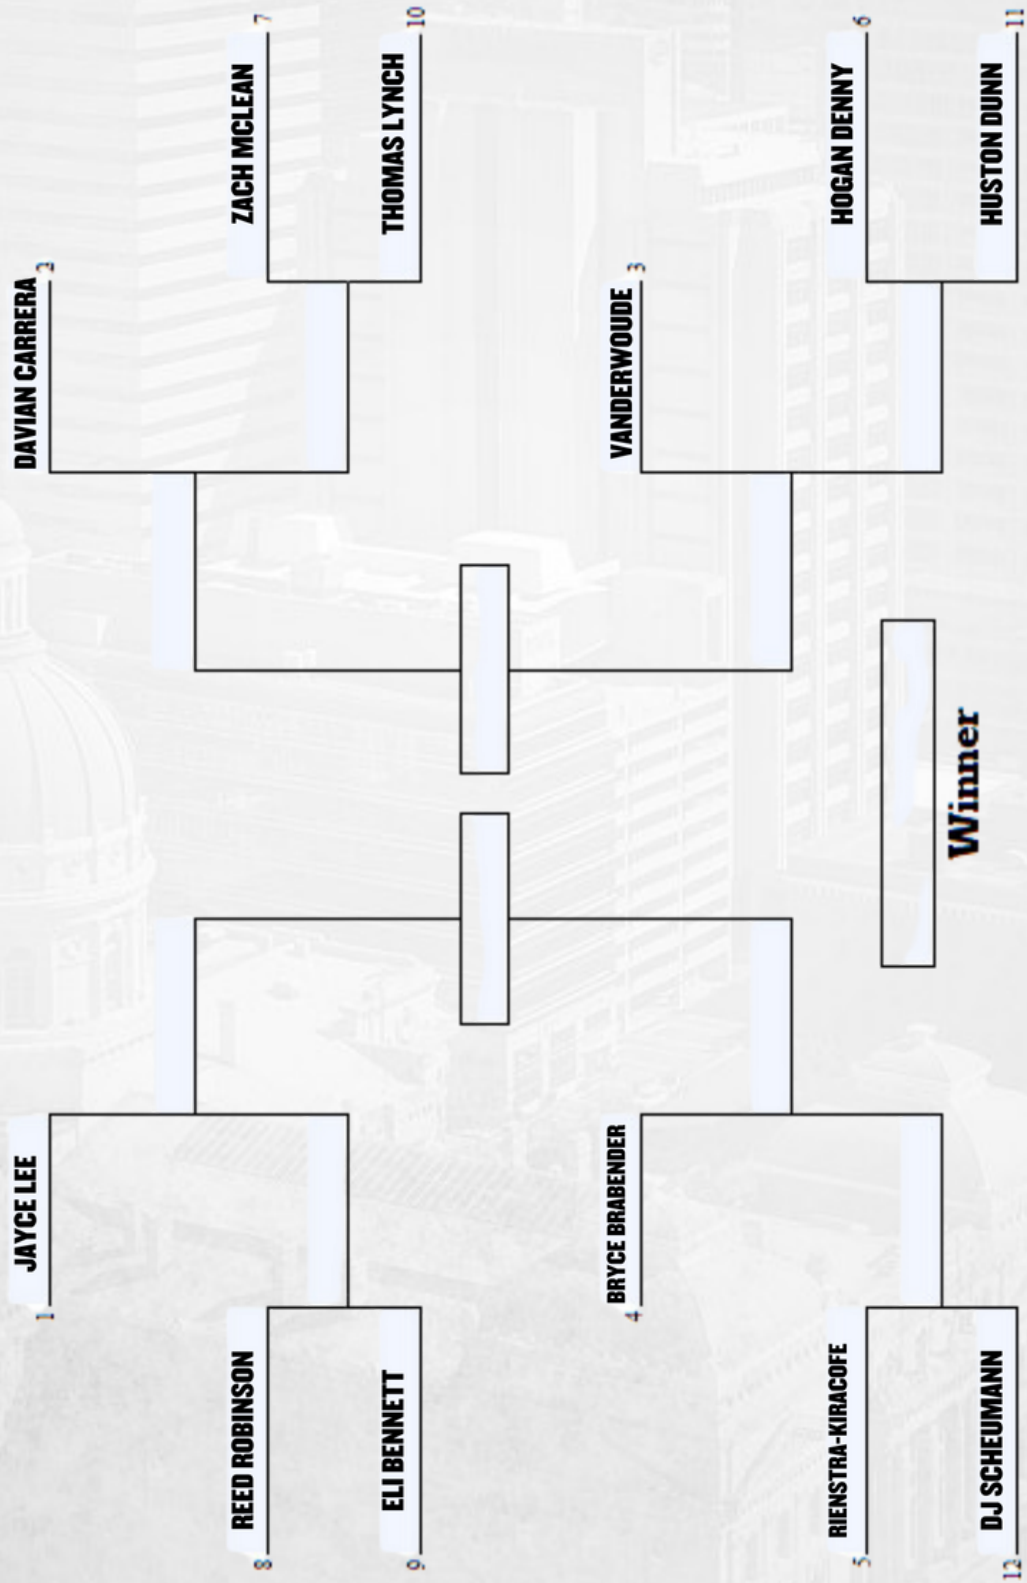 1
JAYCE LEE
8
REED ROBINSON
9
ELI BENNETT
4
BRYCE BRABENDER
5
RIENSTRA-KIRACOFE
12
DJ SCHEUMANN
DAVIAN CARRERA
2
ZACH MCLEAN
7
THOMAS LYNCH
10
VANDERWOUDE
3
HOGAN DENNY
6
HUSTON DUNN
11
Winner